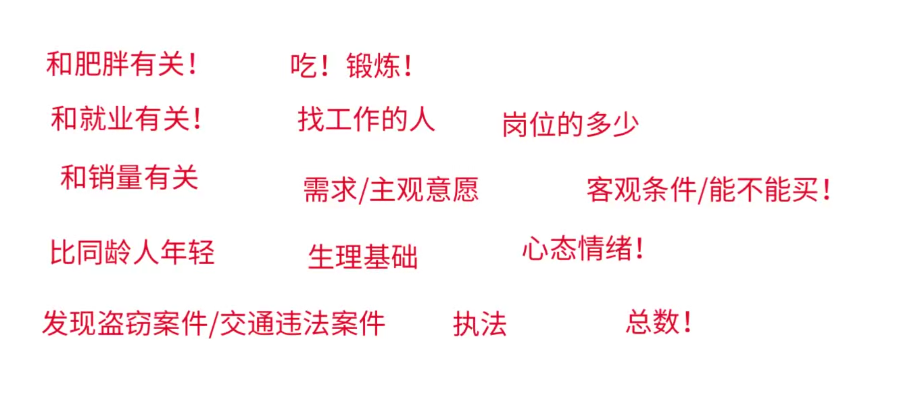 和肥胖有关！ 吃！锻炼！
和就业有关！ 找工作的人 岗位的多少
和销量有关 需求/主观意愿 客观条件/能不能买！
比同龄人年轻 生理基础 心态情绪！
发现盗窃案件/交通违法案件 执法 总数！